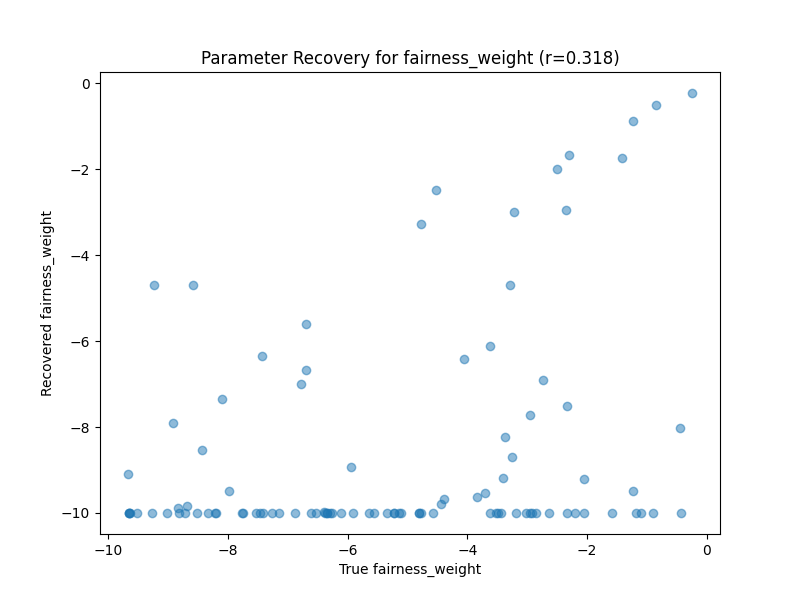 Parameter Recovery for fairness_weight (r=0.318)
Recovered fairness_weight
0
−2
−4
−6
−8
−10
−10 −8 −6 −4 −2 0
True fairness_weight